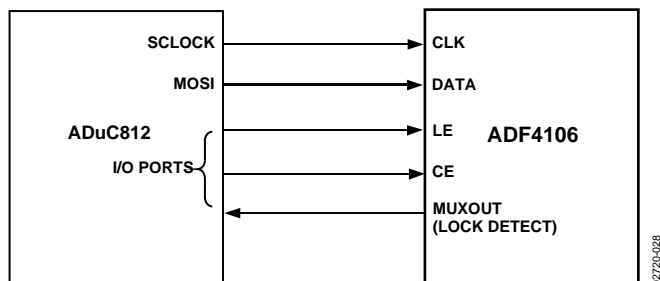 SCLOCK
CLK
MOSI
DATA
ADuC812
LE
ADF4106
I/O PORTS
CE
MUXOUT
(LOCK DETECT)
02720-028